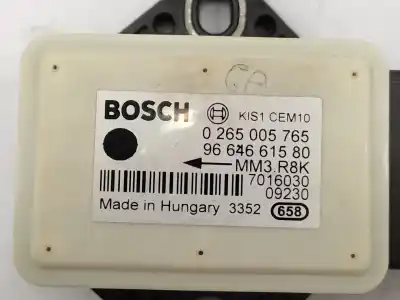 BOSCH KIS1 CEM10
0 265 005 765
96 646 615 80
MM3.R8K
7016030
09230
Made in Hungary 3352 658